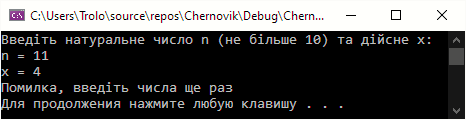 C:\Users\Trolo\source\repos\Chernovik\Debug\Chern...
Введіть натуральне число n (не більше 10) та дійсне x:
n = 11
x = 4
Помилка, введіть числа ще раз
Для продолжения нажмите любую клавишу . . .